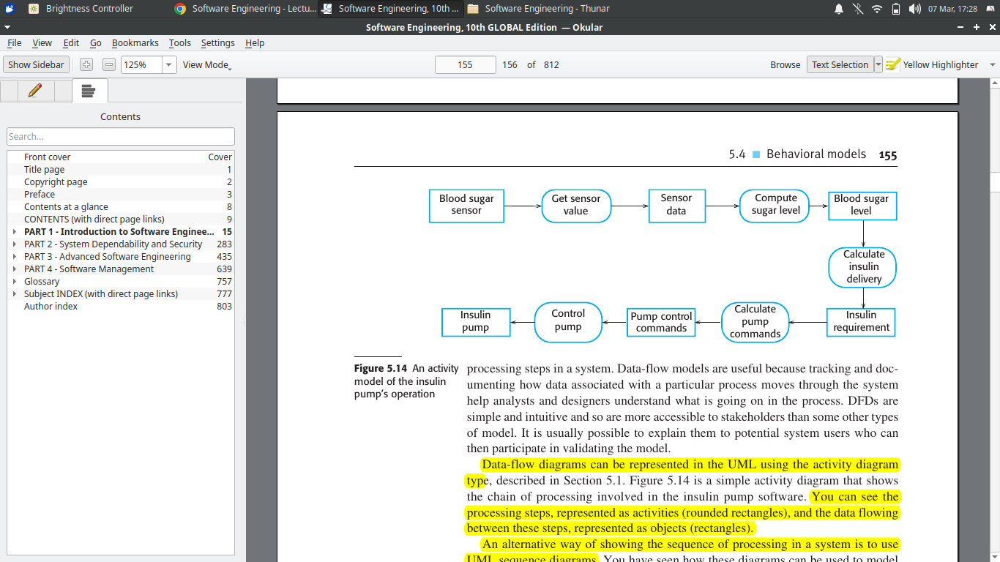 Brightness Controller
Software Engineering - Lectu...
Software Engineering, 10th ...
Software Engineering - Thunar
07 Mar, 17:28
Software Engineering, 10th GLOBAL Edition — Okular
File View Edit Go Bookmarks Tools Settings Help
Show Sidebar
125%
View Mode
155
156 of 812
Browse
Text Selection
Yellow Highlighter
Contents
Search...
Front cover Cover
Title page 1
Copyright page 2
Preface 3
Contents at a glance 8
CONTENTS (with direct page links) 9
PART 1 - Introduction to Software Enginee... 15
PART 2 - System Dependability and Security 283
PART 3 - Advanced Software Engineering 435
PART 4 - Software Management 639
Glossary 757
Subject INDEX (with direct page links) 777
Author index 803
5.4 Behavioral models 155
Blood sugar
sensor
Get sensor
value
Sensor
data
Compute
sugar level
Blood sugar
level
Calculate
insulin
delivery
Insulin
requirement
Calculate
pump
commands
Pump control
commands
Control
pump
Insulin
pump
Figure 5.14 An activity
model of the insulin
pump's operation
processing steps in a system. Data-flow models are useful because tracking and doc-
umenting how data associated with a particular process moves through the system
help analysts and designers understand what is going on in the process. DFDs are
simple and intuitive and so are more accessible to stakeholders than some other types
of model. It is usually possible to explain them to potential system users who can
then participate in validating the model.
Data-flow diagrams can be represented in the UML using the activity diagram
type, described in Section 5.1. Figure 5.14 is a simple activity diagram that shows
the chain of processing involved in the insulin pump software. You can see the
processing steps, represented as activities (rounded rectangles), and the data flowing
between these steps, represented as objects (rectangles).
An alternative way of showing the sequence of processing in a system is to use
UML sequence diagrams. You have seen how these diagrams can be used to model